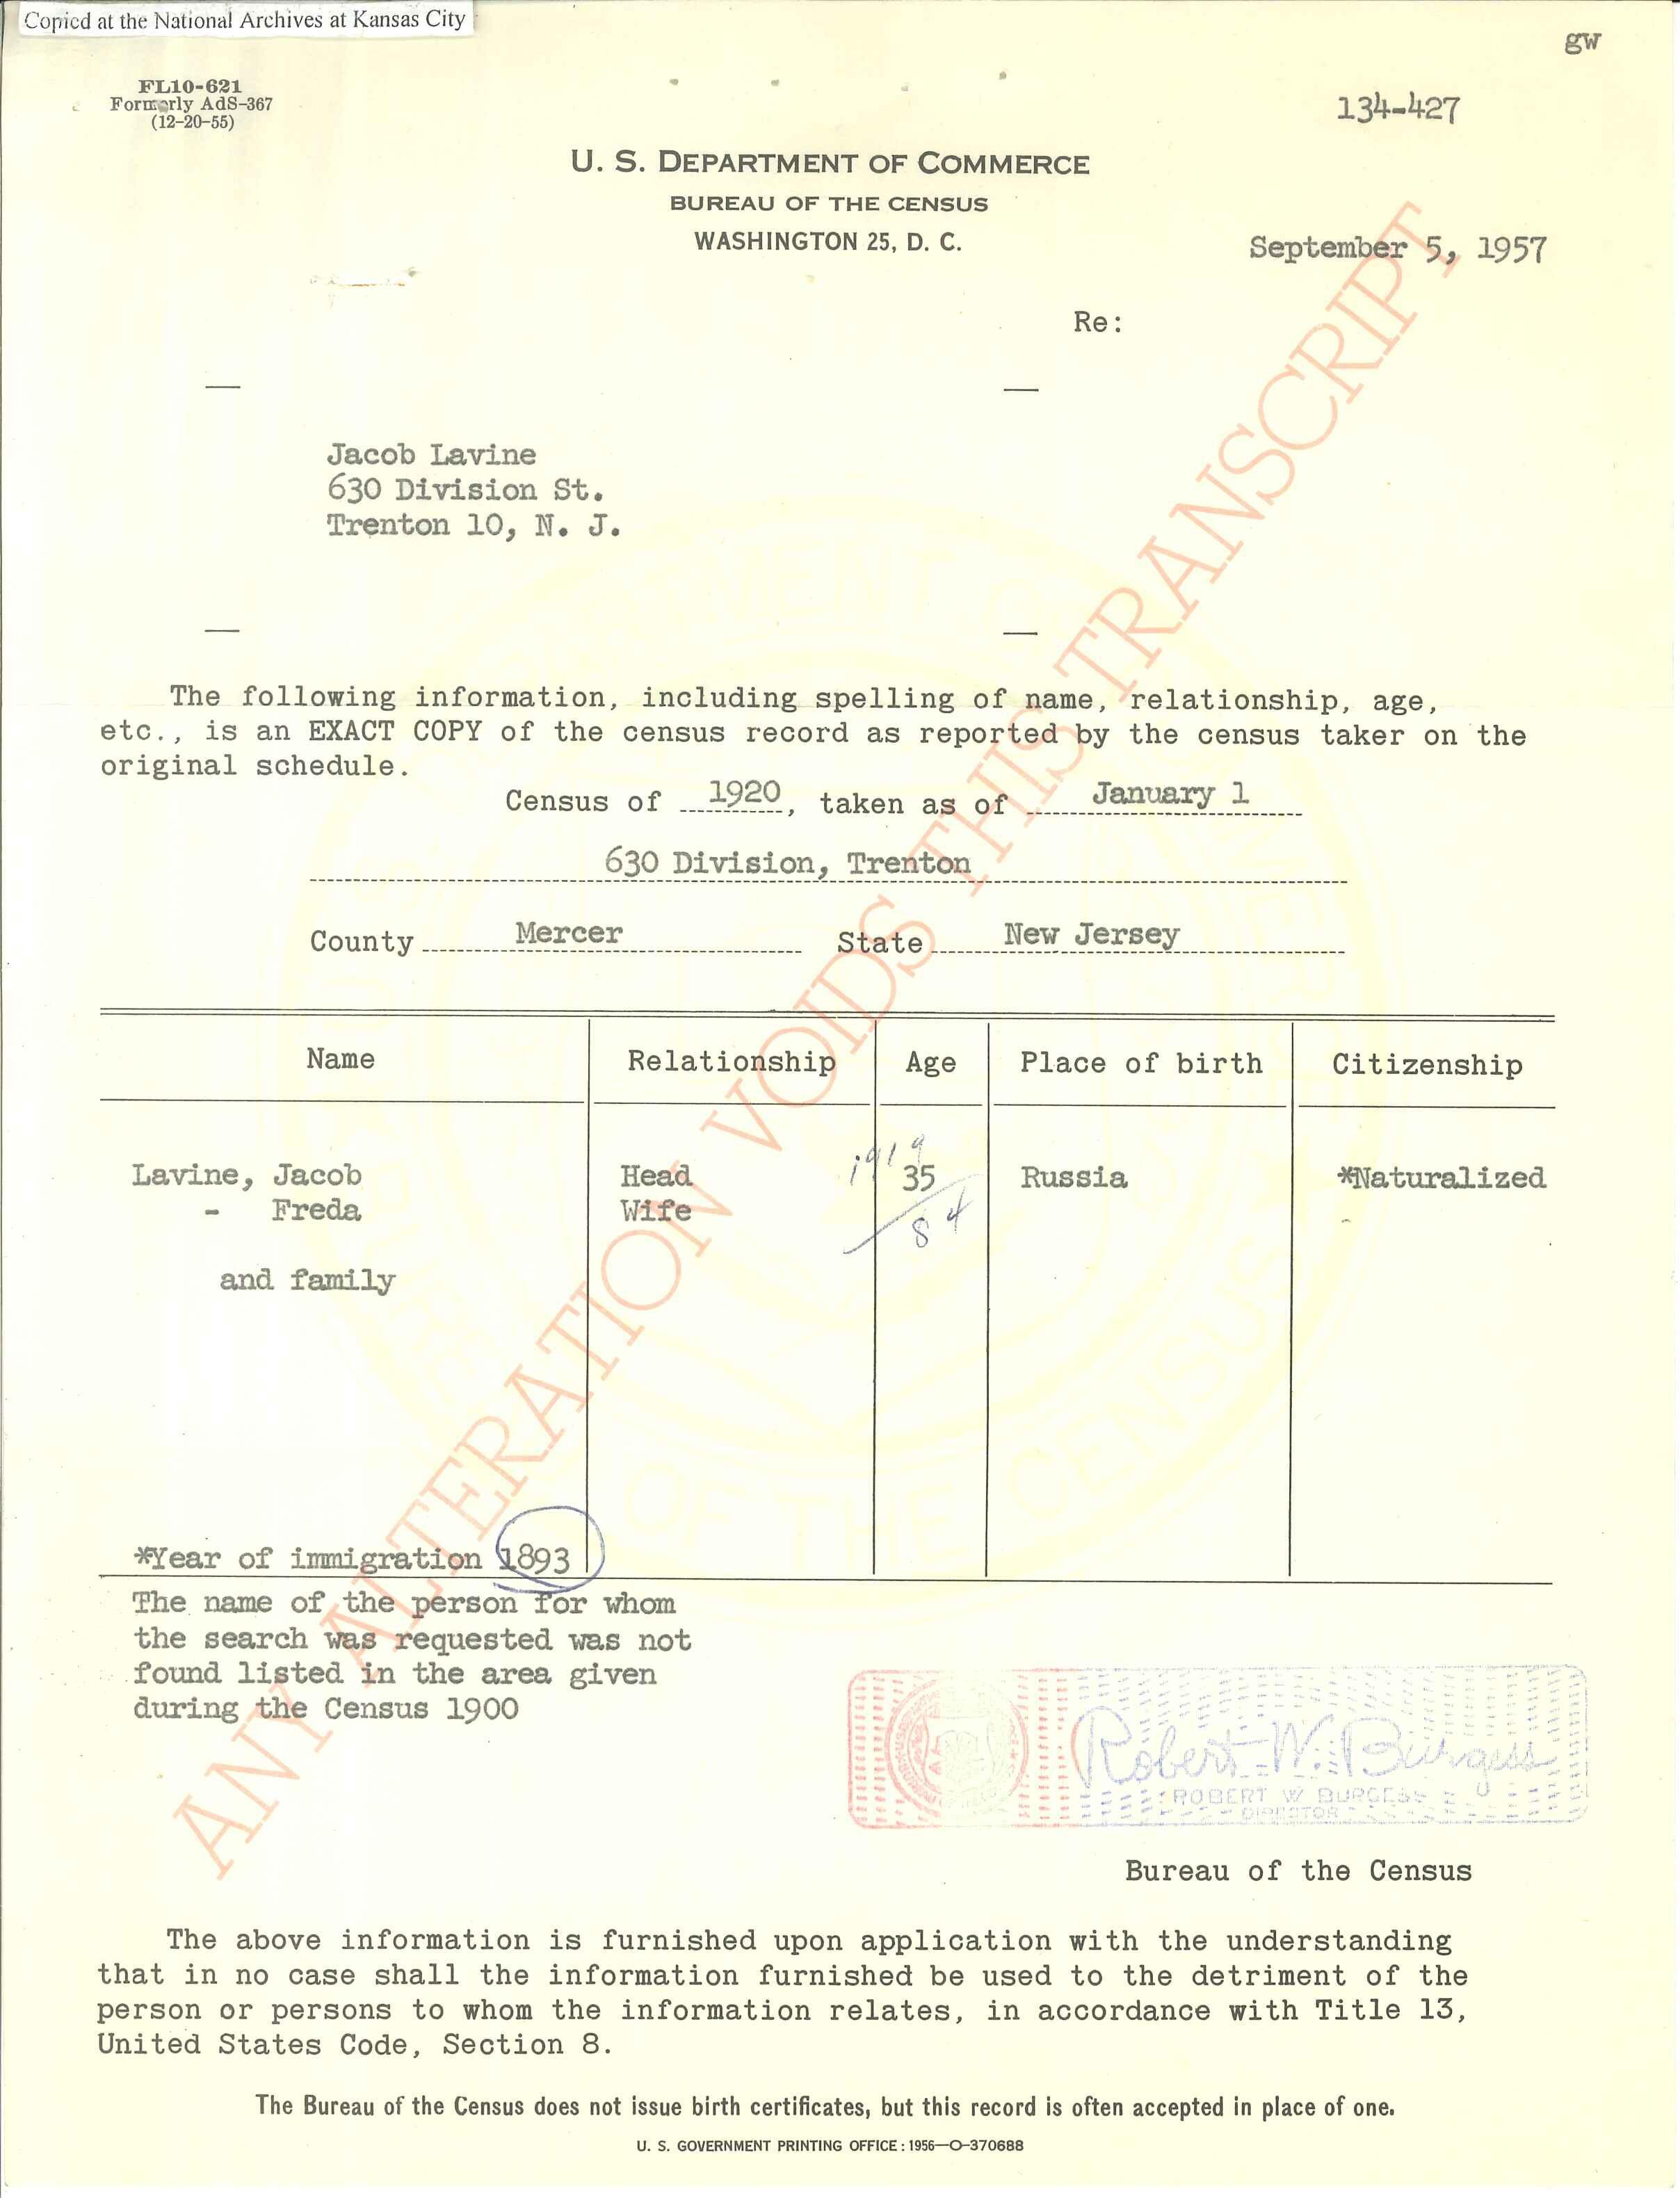 Copied at the National Archives at Kansas City
gw
FL10-621
Formerly AdS-367
(12-20-55)
134-427
U. S. DEPARTMENT OF COMMERCE
BUREAU OF THE CENSUS
WASHINGTON 25, D. C.
September 5, 1957
Re:
Jacob Lavine
630 Division St.
Trenton 10, N. J.
The following information, including spelling of name, relationship, age,
etc., is an EXACT COPY of the census record as reported by the census taker on the
original schedule.
Census of 1920, taken as of January 1
630 Division, Trenton
County Mercer State New Jersey
Name Relationship Age Place of birth Citizenship
1919
Lavine, Jacob Head 35 Russia *Naturalized
- Freda Wife
84
and family
*Year of immigration 1893
The name of the person for whom
the search was requested was not
found listed in the area given
during the Census 1900
Robert W. Burgess
ROBERT W BURGESS
DIRECTOR
Bureau of the Census
The above information is furnished upon application with the understanding
that in no case shall the information furnished be used to the detriment of the
person or persons to whom the information relates, in accordance with Title 13,
United States Code, Section 8.
The Bureau of the Census does not issue birth certificates, but this record is often accepted in place of one.
U. S. GOVERNMENT PRINTING OFFICE : 1956—O-370688
ANY ALTERATION VOIDS THIS TRANSCRIPT